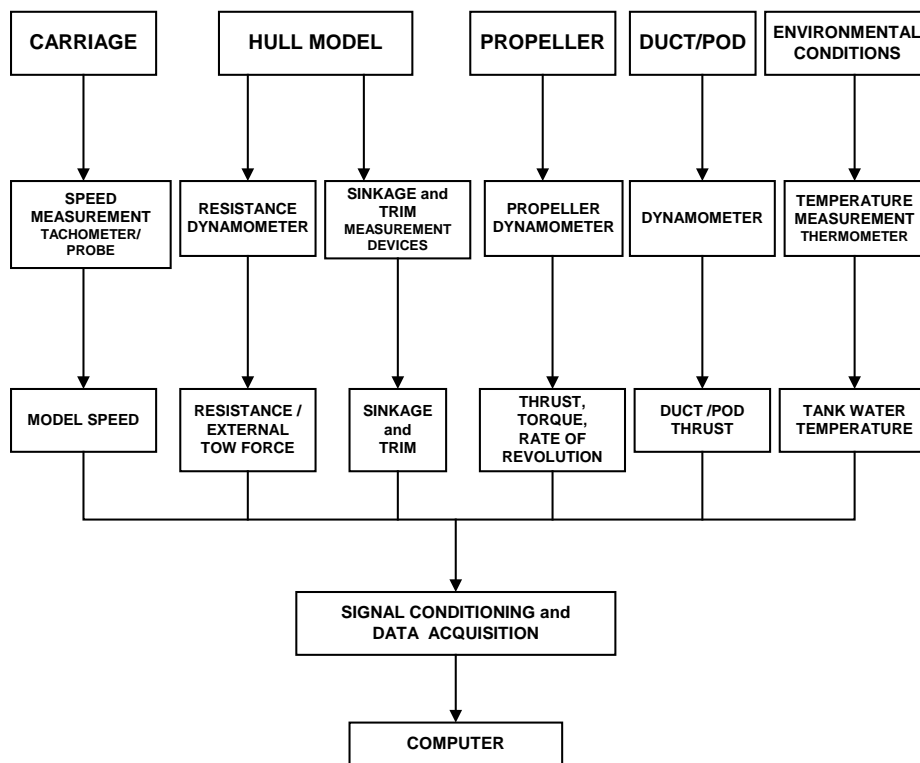 CARRIAGE
HULL MODEL
PROPELLER
DUCT/POD
ENVIRONMENTAL
CONDITIONS
SPEED
MEASUREMENT
TACHOMETER/
PROBE
RESISTANCE
DYNAMOMETER
SINKAGE and
TRIM
MEASUREMENT
DEVICES
PROPELLER
DYNAMOMETER
DYNAMOMETER
TEMPERATURE
MEASUREMENT
THERMOMETER
MODEL SPEED
RESISTANCE /
EXTERNAL
TOW FORCE
SINKAGE
and
TRIM
THRUST,
TORQUE,
RATE OF
REVOLUTION
DUCT /POD
THRUST
TANK WATER
TEMPERATURE
SIGNAL CONDITIONING and
DATA ACQUISITION
COMPUTER